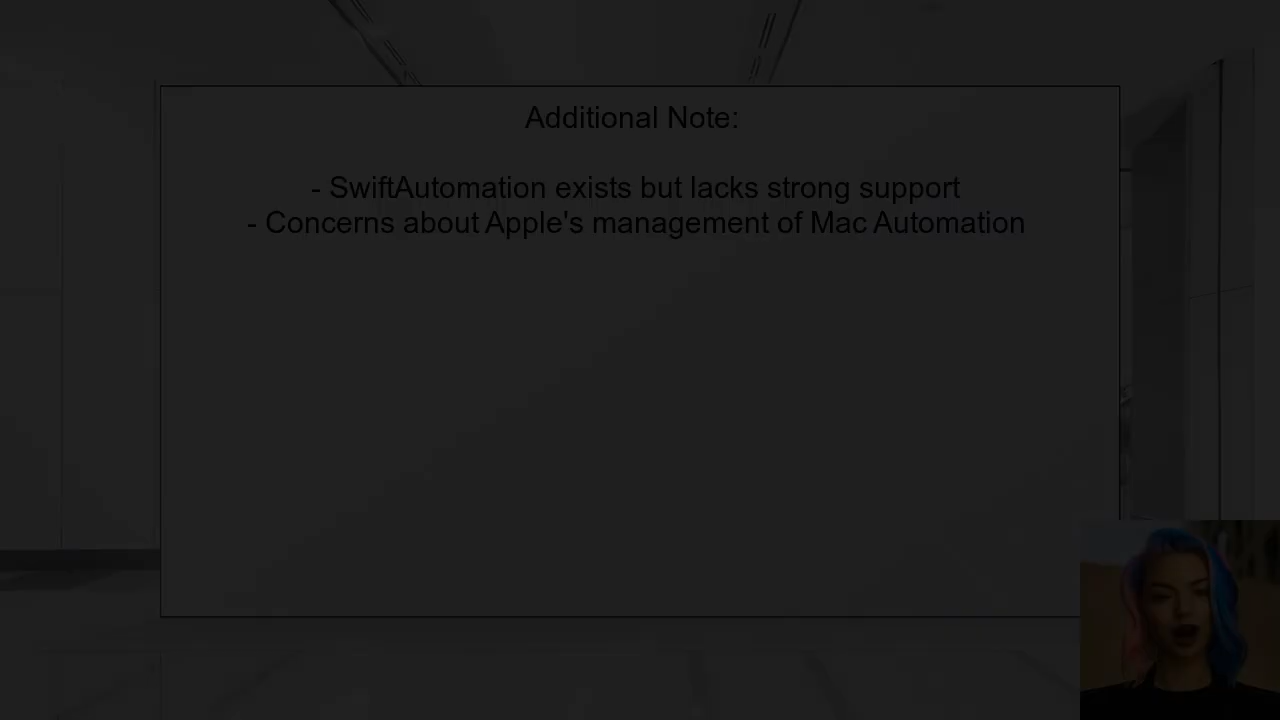 Additional Note:
- SwiftAutomation exists but lacks strong support
- Concerns about Apple's management of Mac Automation